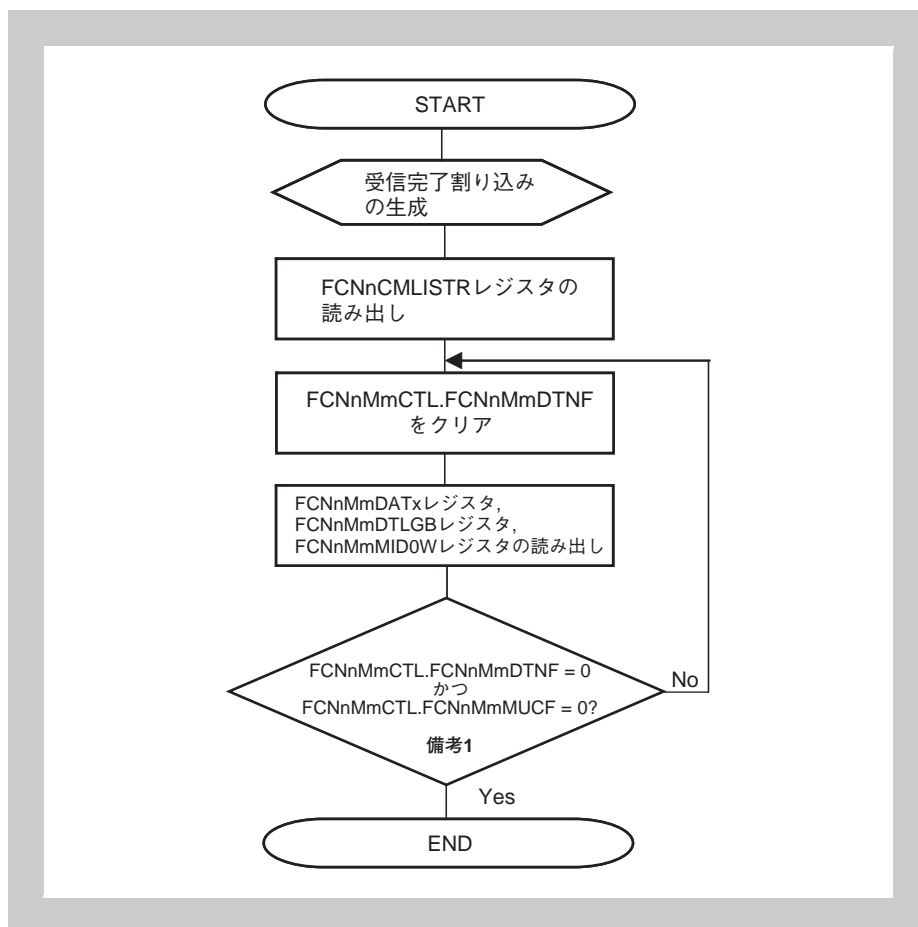 START
受信完了割り込み
の生成
FCNnCMLISTRレジスタの
読み出し
FCNnMmCTL.FCNnMmDTNF
をクリア
FCNnMmDATxレジスタ,
FCNnMmDTLGBレジスタ,
FCNnMmMID0Wレジスタの読み出し
FCNnMmCTL.FCNnMmDTNF = 0
かつ
FCNnMmCTL.FCNnMmMUCF = 0?
備考1
No
Yes
END